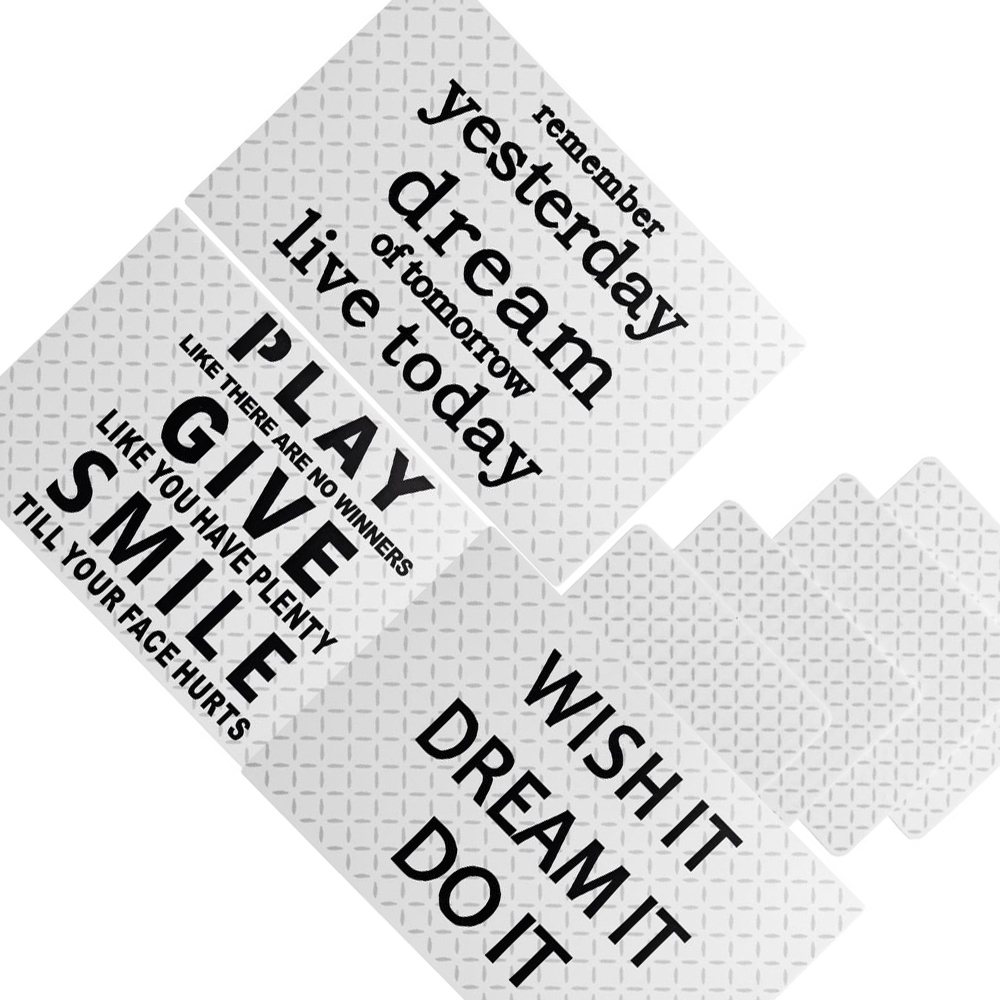 remember
yesterday
dream
of tomorrow
live today
PLAY
LIKE THERE ARE NO WINNERS
GIVE
LIKE YOU HAVE PLENTY
SMILE
TILL YOUR FACE HURTS
WISH IT
DREAM IT
DO IT